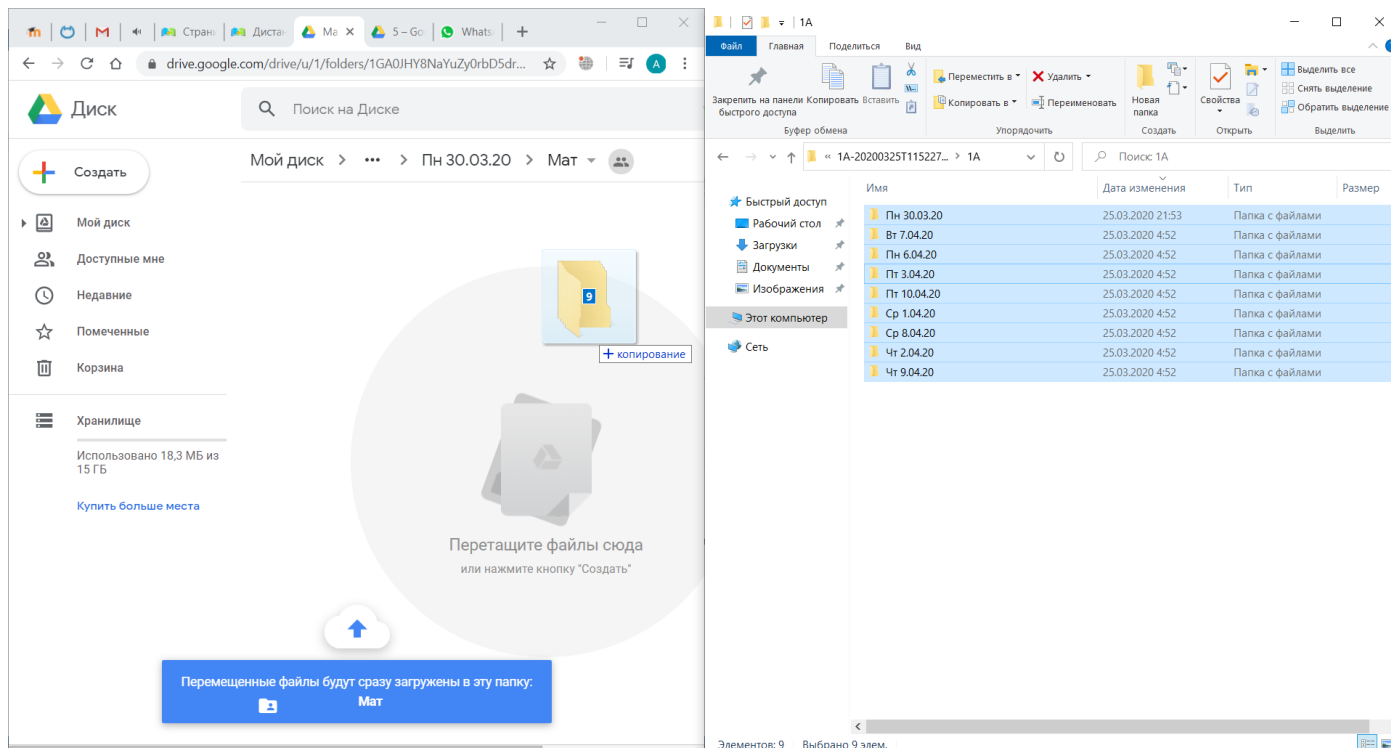 Стран
Дистан
Ма
5 – Go
Whats
drive.google.com/drive/u/1/folders/1GA0JHY8NaYuZy0rbD5dr...
A
Диск
Поиск на Диске
Создать
Мой диск > ••• > Пн 30.03.20 > Мат
Мой диск
Доступные мне
Недавние
Помеченные
Корзина
Хранилище
Использовано 18,3 МБ из
15 ГБ
Купить больше места
9
+ копирование
Перетащите файлы сюда
или нажмите кнопку "Создать"
Перемещенные файлы будут сразу загружены в эту папку:
Мат
1A
Файл
Главная
Поделиться
Вид
Закрепить на панели
быстрого доступа
Копировать
Вставить
Буфер обмена
Переместить в
Копировать в
Удалить
Переименовать
Упорядочить
Новая
папка
Создать
Свойства
Открыть
Выделить все
Снять выделение
Обратить выделение
Выделить
« 1A-20200325T115227... > 1A
Поиск: 1A
Быстрый доступ
Рабочий стол
Загрузки
Документы
Изображения
Этот компьютер
Сеть
Имя Дата изменения Тип Размер
Пн 30.03.20 25.03.2020 21:53 Папка с файлами
Вт 7.04.20 25.03.2020 4:52 Папка с файлами
Пн 6.04.20 25.03.2020 4:52 Папка с файлами
Пт 3.04.20 25.03.2020 4:52 Папка с файлами
Пт 10.04.20 25.03.2020 4:52 Папка с файлами
Ср 1.04.20 25.03.2020 4:52 Папка с файлами
Ср 8.04.20 25.03.2020 4:52 Папка с файлами
Чт 2.04.20 25.03.2020 4:52 Папка с файлами
Чт 9.04.20 25.03.2020 4:52 Папка с файлами
Элементов: 9 Выбрано 9 элем.